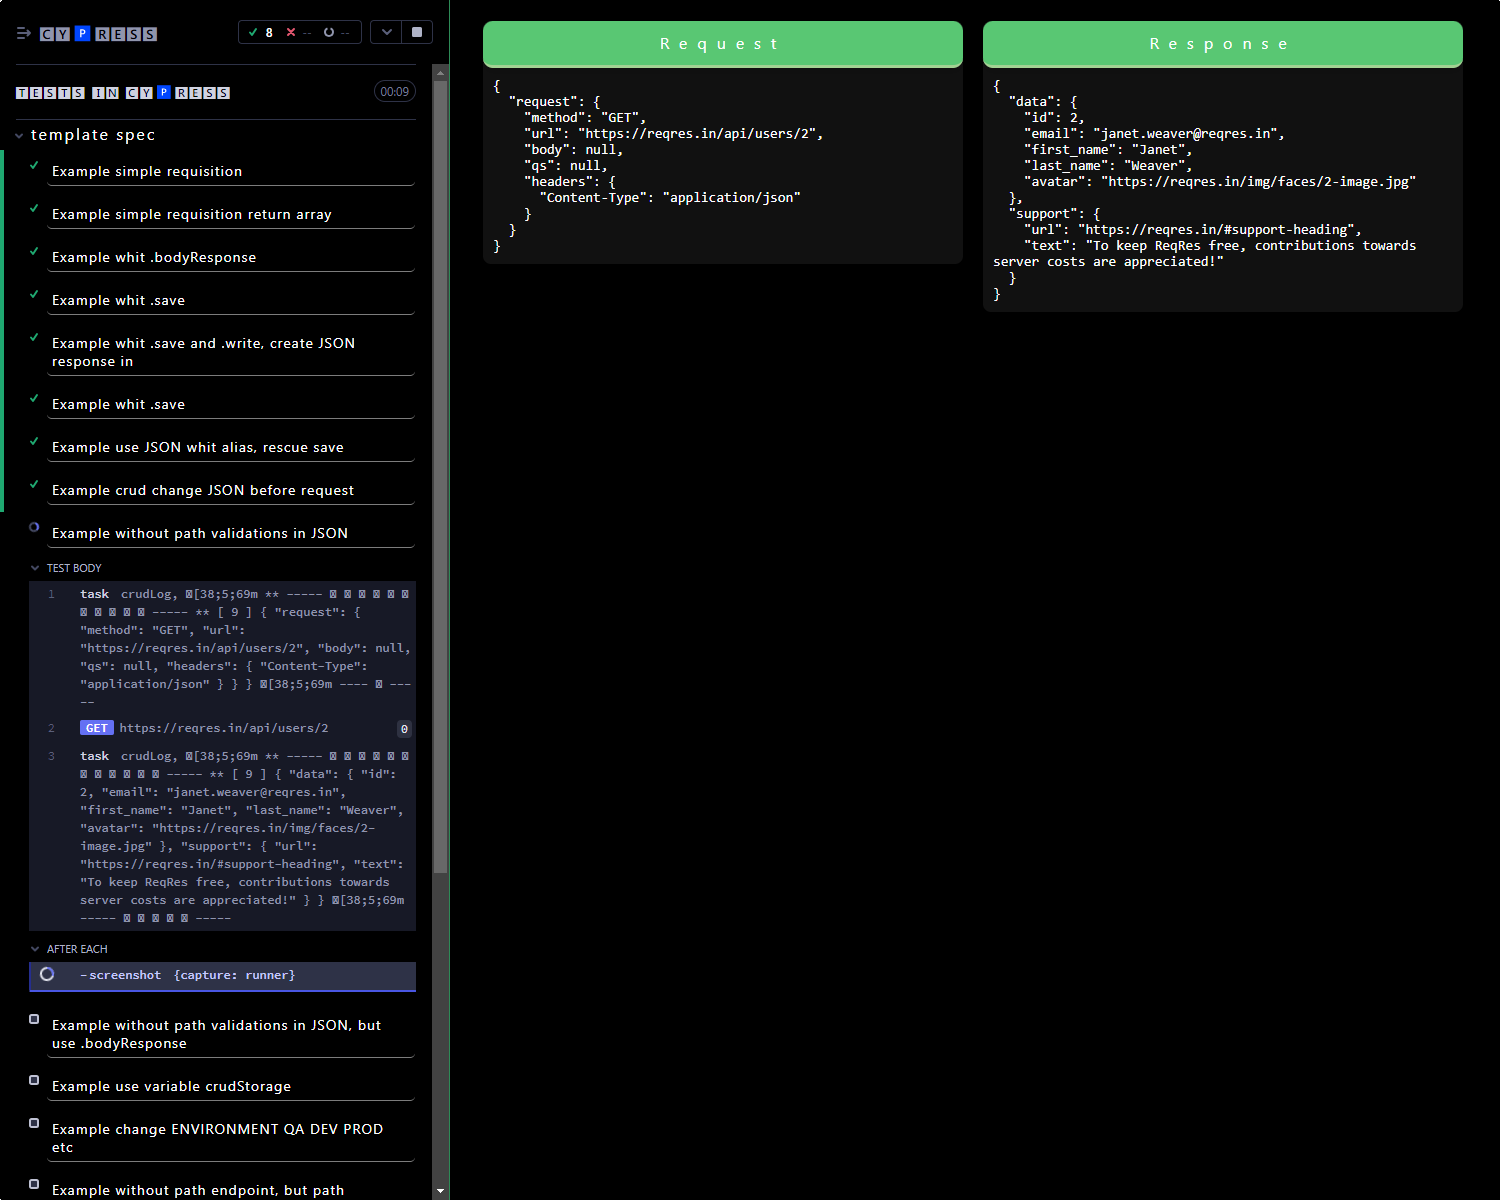 CYPRESS
8 -- --
TESTS IN CYPRESS
00:09
template spec
Example simple requisition
Example simple requisition return array
Example whit .bodyResponse
Example whit .save
Example whit .save and .write, create JSON
response in
Example whit .save
Example use JSON whit alias, rescue save
Example crud change JSON before request
Example without path validations in JSON
TEST BODY
1 task crudLog, [38;5;69m ** -----
----- ** [ 9 ] { "request": {
"method": "GET", "url":
"https://reqres.in/api/users/2", "body": null,
"qs": null, "headers": { "Content-Type":
"application/json" } } } [38;5;69m ---- ---
--
2 GET https://reqres.in/api/users/2 0
3 task crudLog, [38;5;69m ** -----
----- ** [ 9 ] { "data": { "id":
2, "email": "janet.weaver@reqres.in",
"first_name": "Janet", "last_name": "Weaver",
"avatar": "https://reqres.in/img/faces/2-
image.jpg" }, "support": { "url":
"https://reqres.in/#support-heading", "text":
"To keep ReqRes free, contributions towards
server costs are appreciated!" } } [38;5;69m
----- -----
AFTER EACH
-screenshot {capture: runner}
Example without path validations in JSON, but
use .bodyResponse
Example use variable crudStorage
Example change ENVIRONMENT QA DEV PROD
etc
Example without path endpoint, but path
Request
{
"request": {
"method": "GET",
"url": "https://reqres.in/api/users/2",
"body": null,
"qs": null,
"headers": {
"Content-Type": "application/json"
}
}
}
Response
{
"data": {
"id": 2,
"email": "janet.weaver@reqres.in",
"first_name": "Janet",
"last_name": "Weaver",
"avatar": "https://reqres.in/img/faces/2-image.jpg"
},
"support": {
"url": "https://reqres.in/#support-heading",
"text": "To keep ReqRes free, contributions towards
server costs are appreciated!"
}
}